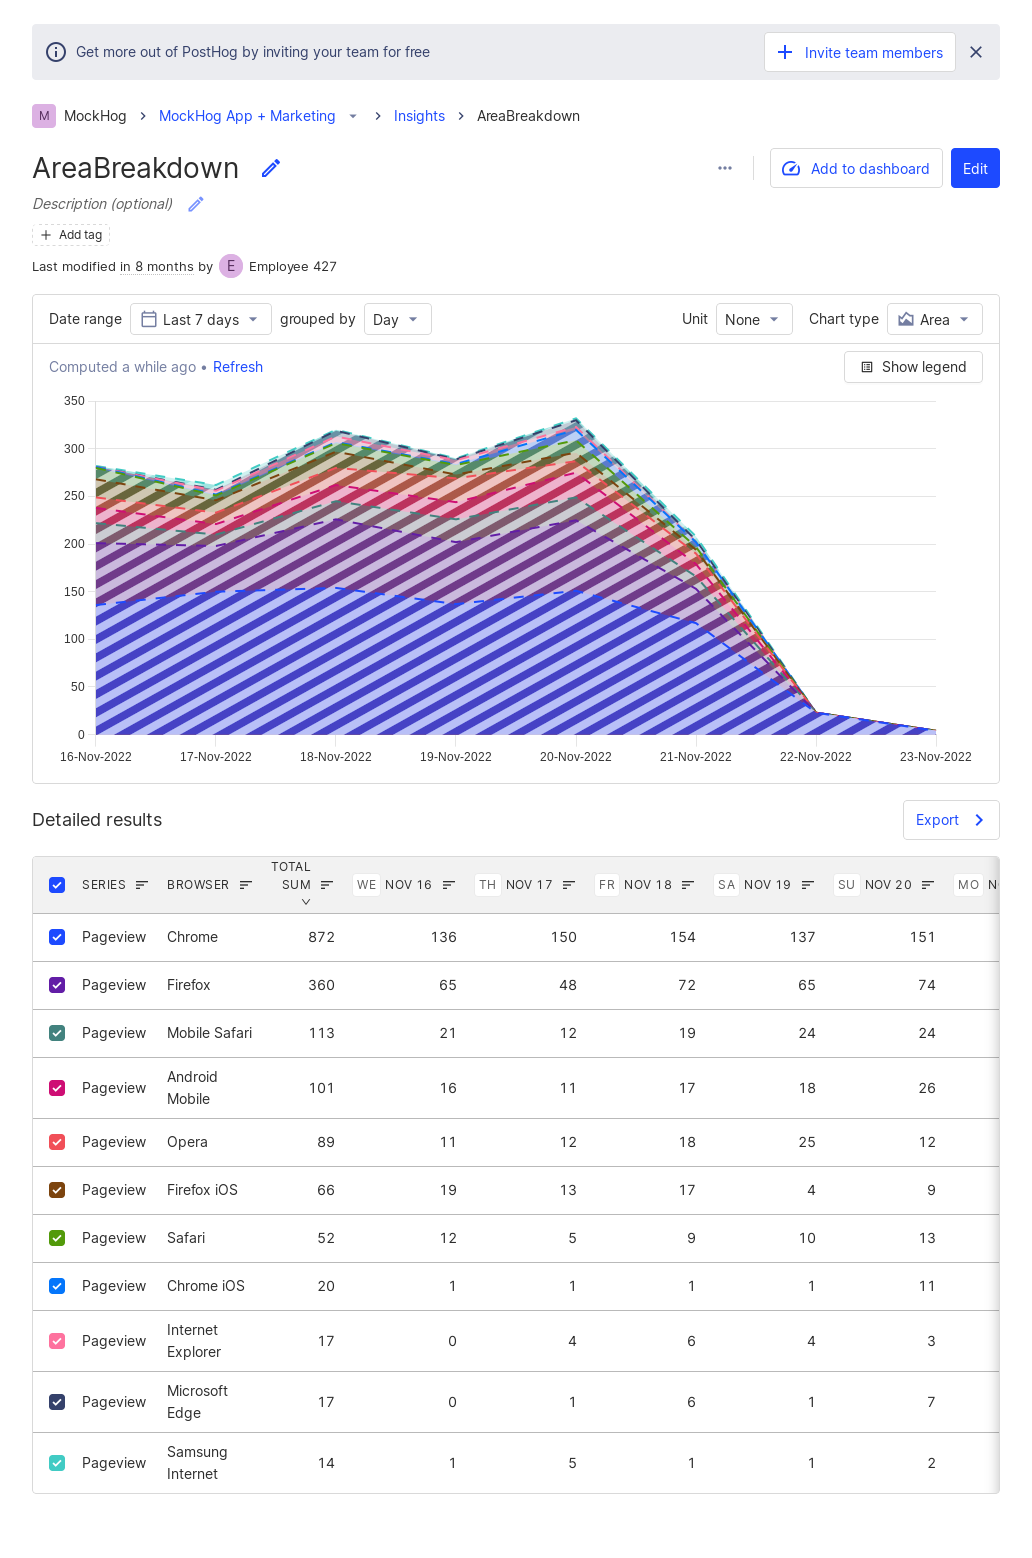 Get more out of PostHog by inviting your team for free
Invite team members
M MockHog MockHog App + Marketing Insights AreaBreakdown
AreaBreakdown
Add to dashboard Edit
Description (optional)
Add tag
Last modified in 8 months by E Employee 427
Date range Last 7 days grouped by Day Unit None Chart type Area
Computed a while ago • Refresh Show legend
350
300
250
200
150
100
50
0
16-Nov-2022 17-Nov-2022 18-Nov-2022 19-Nov-2022 20-Nov-2022 21-Nov-2022 22-Nov-2022 23-Nov-2022
Detailed results Export
SERIES BROWSER TOTAL SUM WE NOV 16 TH NOV 17 FR NOV 18 SA NOV 19 SU NOV 20 MO
Pageview Chrome 872 136 150 154 137 151
Pageview Firefox 360 65 48 72 65 74
Pageview Mobile Safari 113 21 12 19 24 24
Pageview Android Mobile 101 16 11 17 18 26
Pageview Opera 89 11 12 18 25 12
Pageview Firefox iOS 66 19 13 17 4 9
Pageview Safari 52 12 5 9 10 13
Pageview Chrome iOS 20 1 1 1 1 11
Pageview Internet Explorer 17 0 4 6 4 3
Pageview Microsoft Edge 17 0 1 6 1 7
Pageview Samsung Internet 14 1 5 1 1 2